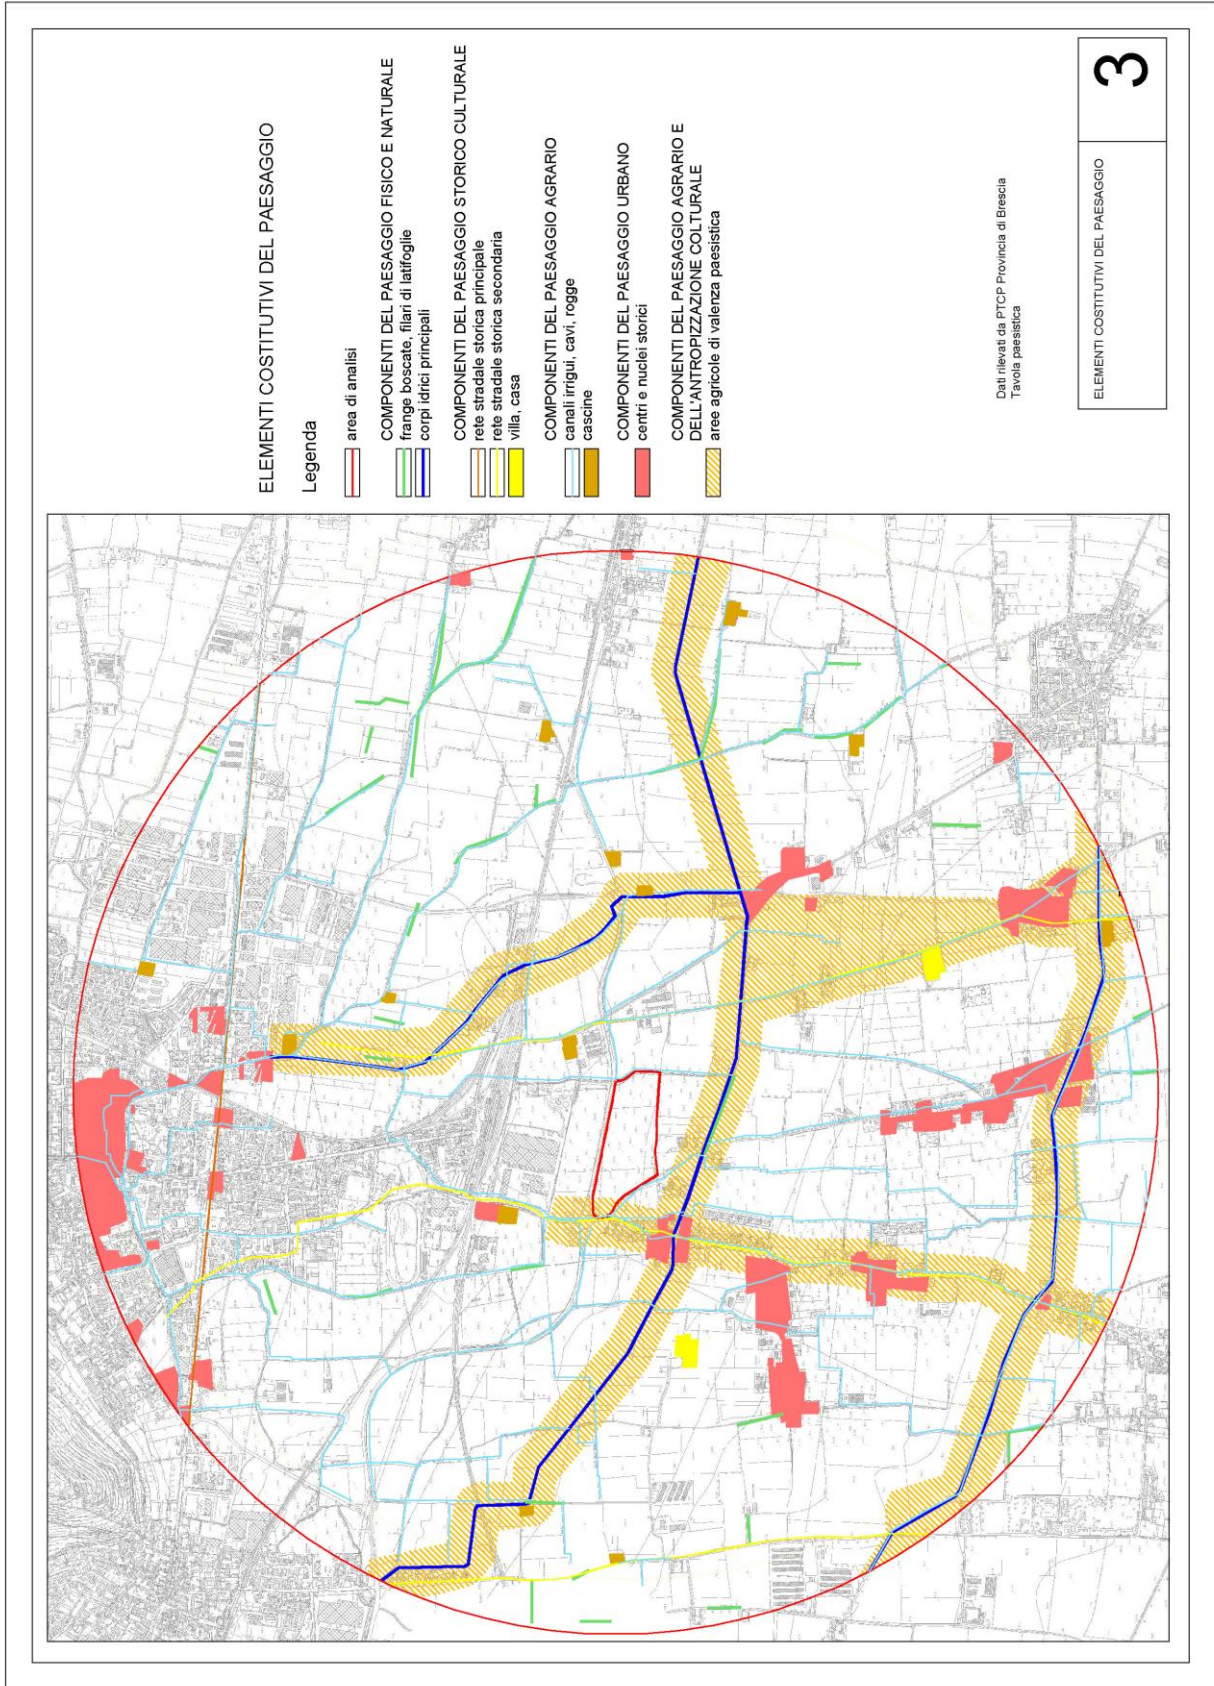 ELEMENTI COSTITUTIVI DEL PAESAGGIO
Legenda
area di analisi
COMPONENTI DEL PAESAGGIO FISICO E NATURALE
frange boscate, filari di latifoglie
corpi idrici principali
COMPONENTI DEL PAESAGGIO STORICO CULTURALE
rete stradale storica principale
rete stradale storica secondaria
villa, casa
COMPONENTI DEL PAESAGGIO AGRARIO
canali irrigui, cavi, rogge
cascine
COMPONENTI DEL PAESAGGIO URBANO
centri e nuclei storici
COMPONENTI DEL PAESAGGIO AGRARIO E
DELL'ANTROPIZZAZIONE COLTURALE
aree agricole di valenza paesistica
Dati rilevati da PTCP Provincia di Brescia
Tavola paesistica
ELEMENTI COSTITUTIVI DEL PAESAGGIO
3